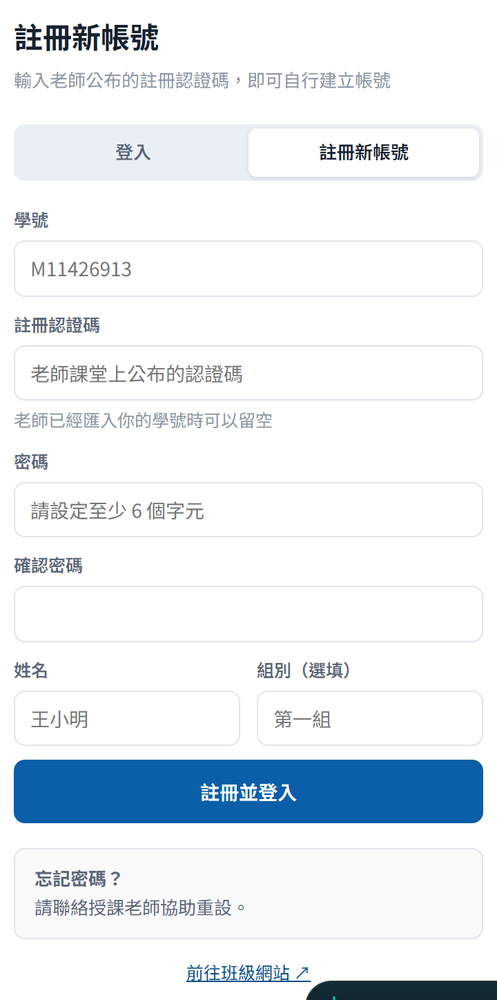 註冊新帳號
輸入老師公布的註冊認證碼，即可自行建立帳號
登入
註冊新帳號
學號
M11426913
註冊認證碼
老師課堂上公布的認證碼
老師已經匯入你的學號時可以留空
密碼
請設定至少 6 個字元
確認密碼
姓名
組別（選填）
王小明
第一組
註冊並登入
忘記密碼？
請聯絡授課老師協助重設。
前往班級網站 ↗